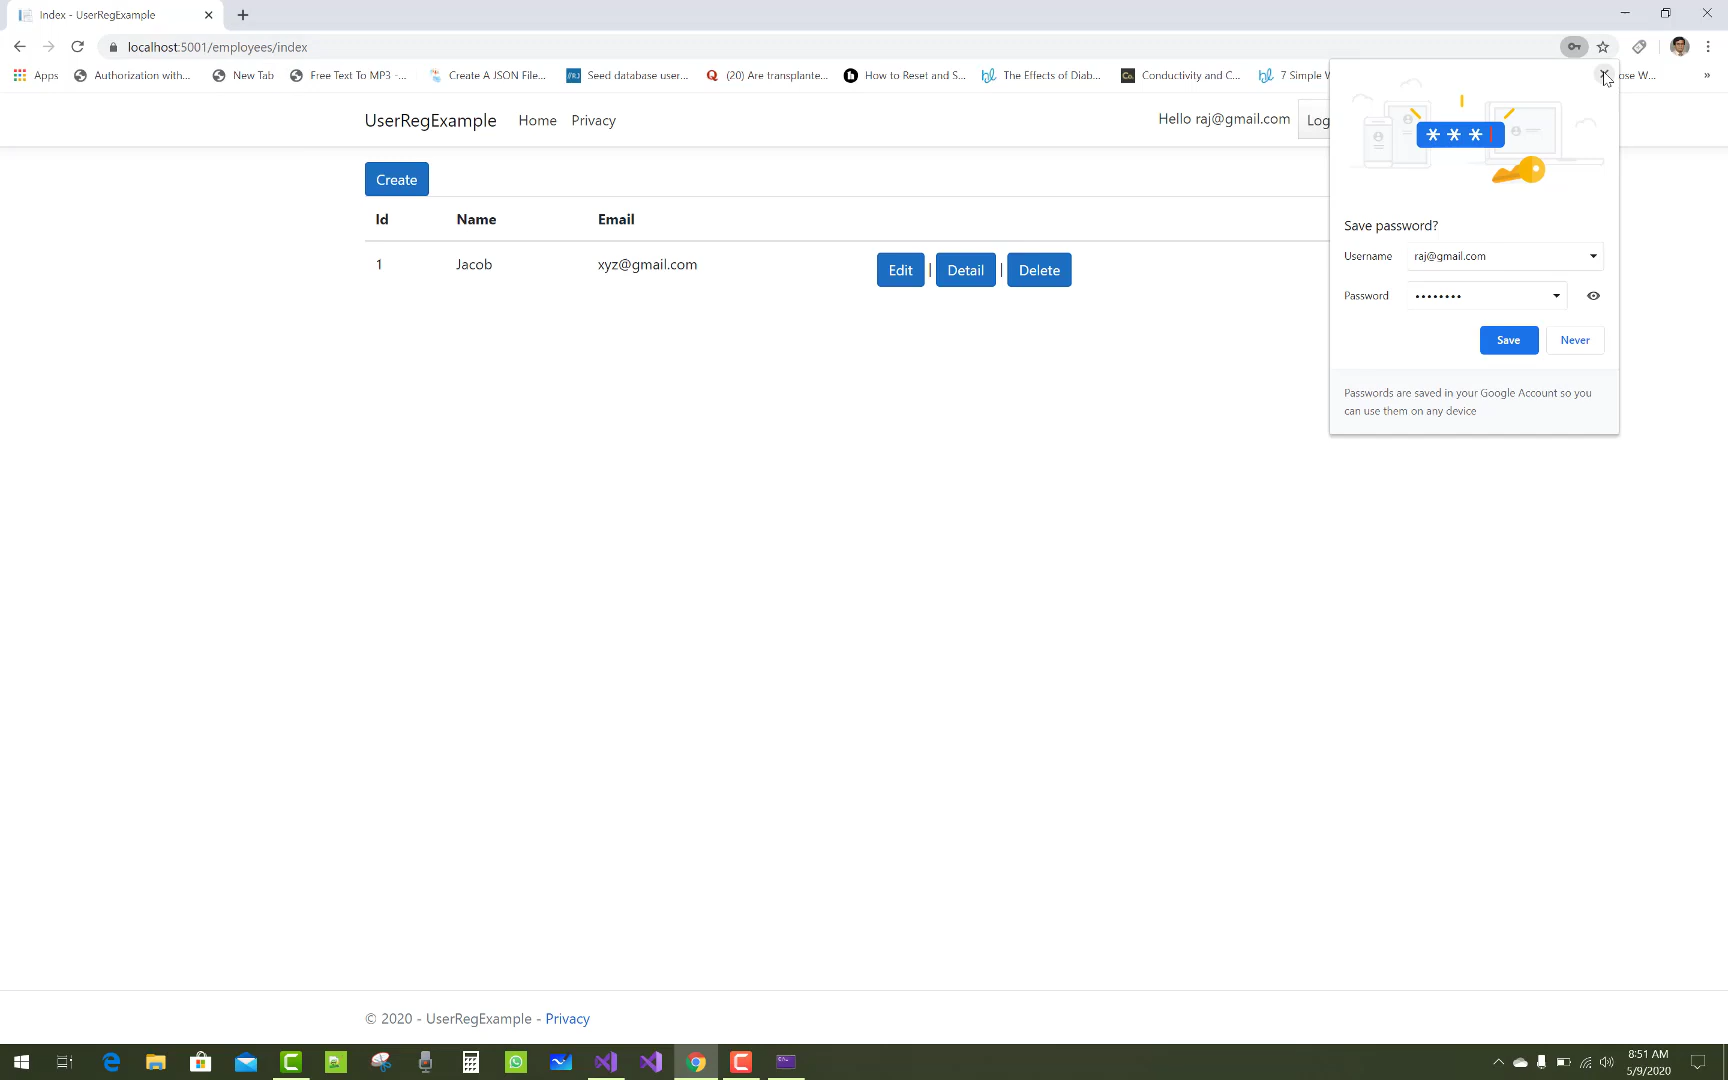 Index - UserRegExample
localhost:5001/employees/index
Apps
Authorization with...
New Tab
Free Text To MP3 -...
Create A JSON File...
Seed database user...
(20) Are transplante...
How to Reset and S...
The Effects of Diab...
Conductivity and C...
7 Simple
ose W...
UserRegExample
Home
Privacy
Hello raj@gmail.com
Log
Create
Id Name Email
1 Jacob xyz@gmail.com
Edit | Detail | Delete
* * *
Save password?
Username raj@gmail.com
Password ••••••••
Save
Never
Passwords are saved in your Google Account so you
can use them on any device
© 2020 - UserRegExample - Privacy
8:51 AM
5/9/2020